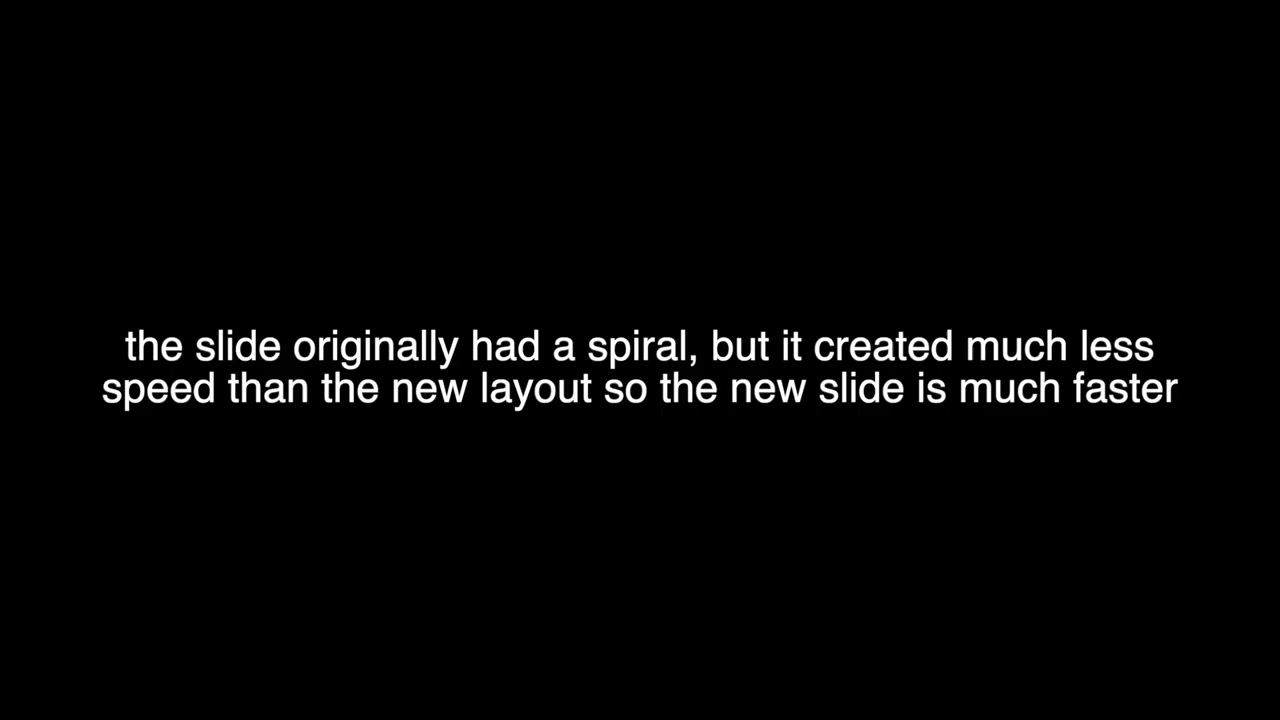 the slide originally had a spiral, but it created much less
speed than the new layout so the new slide is much faster